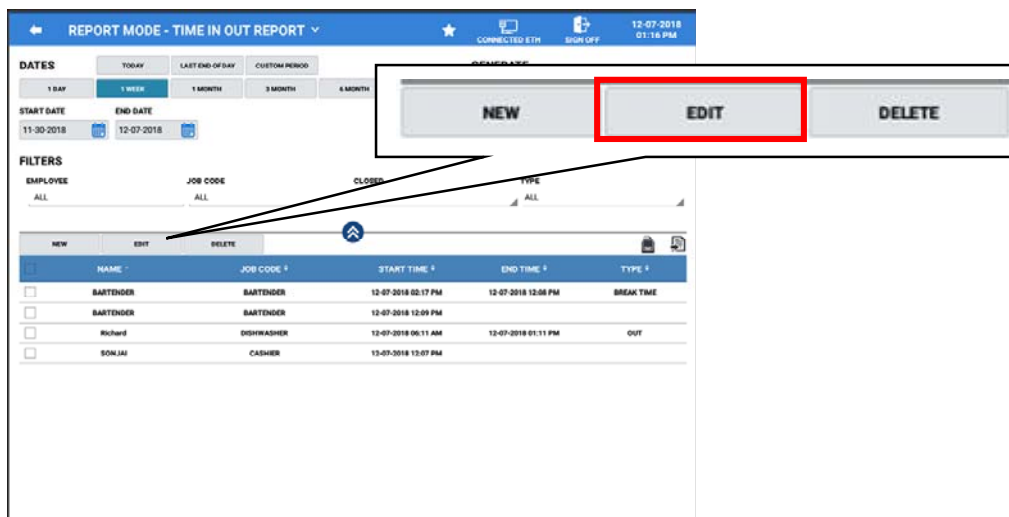 REPORT MODE - TIME IN OUT REPORT
CONNECTED ETH
SIGN OFF
12-07-2018
01:16 PM
DATES
TODAY
LAST END OF DAY
CUSTOM PERIOD
GENERATE
1 DAY
1 WEEK
1 MONTH
3 MONTH
6 MONTH
NEW EDIT DELETE
START DATE END DATE
11-30-2018 12-07-2018
FILTERS
EMPLOYEE JOB CODE CLOSED TYPE
ALL ALL ALL
NEW EDIT DELETE
NAME JOB CODE START TIME END TIME TYPE
BARTENDER BARTENDER 12-07-2018 02:17 PM 12-07-2018 12:08 PM BREAK TIME
BARTENDER BARTENDER 12-07-2018 12:09 PM
Richard DISHWASHER 12-07-2018 06:11 AM 12-07-2018 01:11 PM OUT
SONJAI CASHIER 12-07-2018 12:07 PM